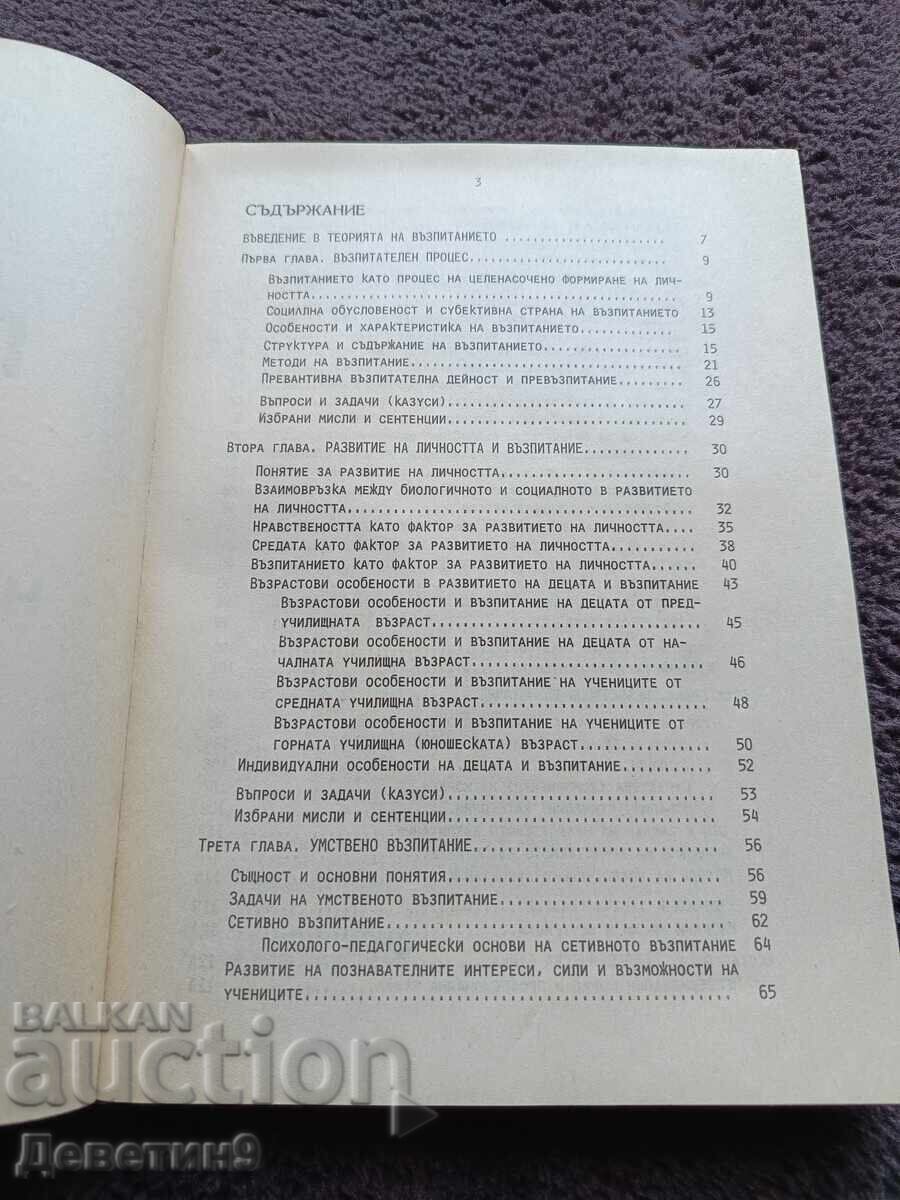 3
СЪДЪРЖАНИЕ
ВЪВЕДЕНИЕ В ТЕОРИЯТА НА ВЪЗПИТАНИЕТО ........................ 7
ПЪРВА ГЛАВА. ВЪЗПИТАТЕЛЕН ПРОЦЕС............................. 9
ВЪЗПИТАНИЕТО КАТО ПРОЦЕС НА ЦЕЛЕНАСОЧЕНО ФОРМИРАНЕ НА ЛИЧ-
НОСТТА...................................................... 9
СОЦИАЛНА ОБУСЛОВЕНОСТ И СУБЕКТИВНА СТРАНА НА ВЪЗПИТАНИЕТО 13
ОСОБЕНОСТИ И ХАРАКТЕРИСТИКА НА ВЪЗПИТАНИЕТО............. 15
СТРУКТУРА И СЪДЪРЖАНИЕ НА ВЪЗПИТАНИЕТО.................. 15
МЕТОДИ НА ВЪЗПИТАНИЕ.................................... 21
ПРЕВАНТИВНА ВЪЗПИТАТЕЛНА ДЕЙНОСТ И ПРЕВЪЗПИТАНИЕ......... 26
ВЪПРОСИ И ЗАДАЧИ (КАЗУСИ)............................... 27
ИЗБРАНИ МИСЛИ И СЕНТЕНЦИИ............................... 29
ВТОРА ГЛАВА. РАЗВИТИЕ НА ЛИЧНОСТТА И ВЪЗПИТАНИЕ............. 30
ПОНЯТИЕ ЗА РАЗВИТИЕ НА ЛИЧНОСТТА........................ 30
ВЗАИМОВРЪЗКА МЕЖДУ БИОЛОГИЧНОТО И СОЦИАЛНОТО В РАЗВИТИЕТО
НА ЛИЧНОСТТА............................................ 32
НРАВСТВЕНОСТТА КАТО ФАКТОР ЗА РАЗВИТИЕТО НА ЛИЧНОСТТА.... 35
СРЕДАТА КАТО ФАКТОР ЗА РАЗВИТИЕТО НА ЛИЧНОСТТА........... 38
ВЪЗПИТАНИЕТО КАТО ФАКТОР ЗА РАЗВИТИЕТО НА ЛИЧНОСТТА...... 40
ВЪЗРАСТОВИ ОСОБЕНОСТИ В РАЗВИТИЕТО НА ДЕЦАТА И ВЪЗПИТАНИЕ 43
ВЪЗРАСТОВИ ОСОБЕНОСТИ И ВЪЗПИТАНИЕ НА ДЕЦАТА ОТ ПРЕД-
УЧИЛИЩНАТА ВЪЗРАСТ.................................. 45
ВЪЗРАСТОВИ ОСОБЕНОСТИ И ВЪЗПИТАНИЕ НА ДЕЦАТА ОТ НА-
ЧАЛНАТА УЧИЛИЩНА ВЪЗРАСТ............................ 46
ВЪЗРАСТОВИ ОСОБЕНОСТИ И ВЪЗПИТАНИЕ НА УЧЕНИЦИТЕ ОТ
СРЕДНАТА УЧИЛИЩНА ВЪЗРАСТ........................... 48
ВЪЗРАСТОВИ ОСОБЕНОСТИ И ВЪЗПИТАНИЕ НА УЧЕНИЦИТЕ ОТ
ГОРНАТА УЧИЛИЩНА (ЮНОШЕСКАТА) ВЪЗРАСТ............... 50
ИНДИВИДУАЛНИ ОСОБЕНОСТИ НА ДЕЦАТА И ВЪЗПИТАНИЕ........... 52
ВЪПРОСИ И ЗАДАЧИ (КАЗУСИ)............................... 53
ИЗБРАНИ МИСЛИ И СЕНТЕНЦИИ............................... 54
ТРЕТА ГЛАВА. УМСТВЕНО ВЪЗПИТАНИЕ............................ 56
СЪЩНОСТ И ОСНОВНИ ПОНЯТИЯ............................... 56
ЗАДАЧИ НА УМСТВЕНОТО ВЪЗПИТАНИЕ......................... 59
СЕТИВНО ВЪЗПИТАНИЕ...................................... 62
ПСИХОЛОГО-ПЕДАГОГИЧЕСКИ ОСНОВИ НА СЕТИВНОТО ВЪЗПИТАНИЕ 64
РАЗВИТИЕ НА ПОЗНАВАТЕЛНИТЕ ИНТЕРЕСИ, СИЛИ И ВЪЗМОЖНОСТИ НА
УЧЕНИЦИТЕ............................................... 65
BALKAN
auction
Деветин9